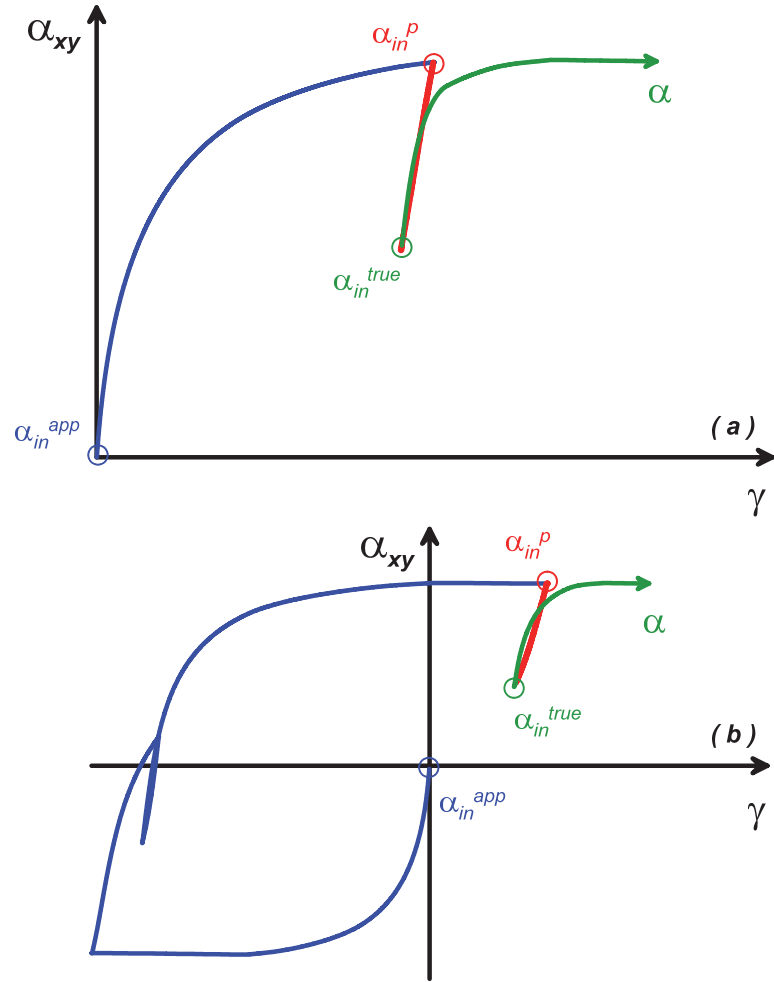 α_xy
α_in^p
α
α_in^true
α_in^app
(a)
γ
α_xy
α_in^p
α
α_in^true
(b)
α_in^app
γ